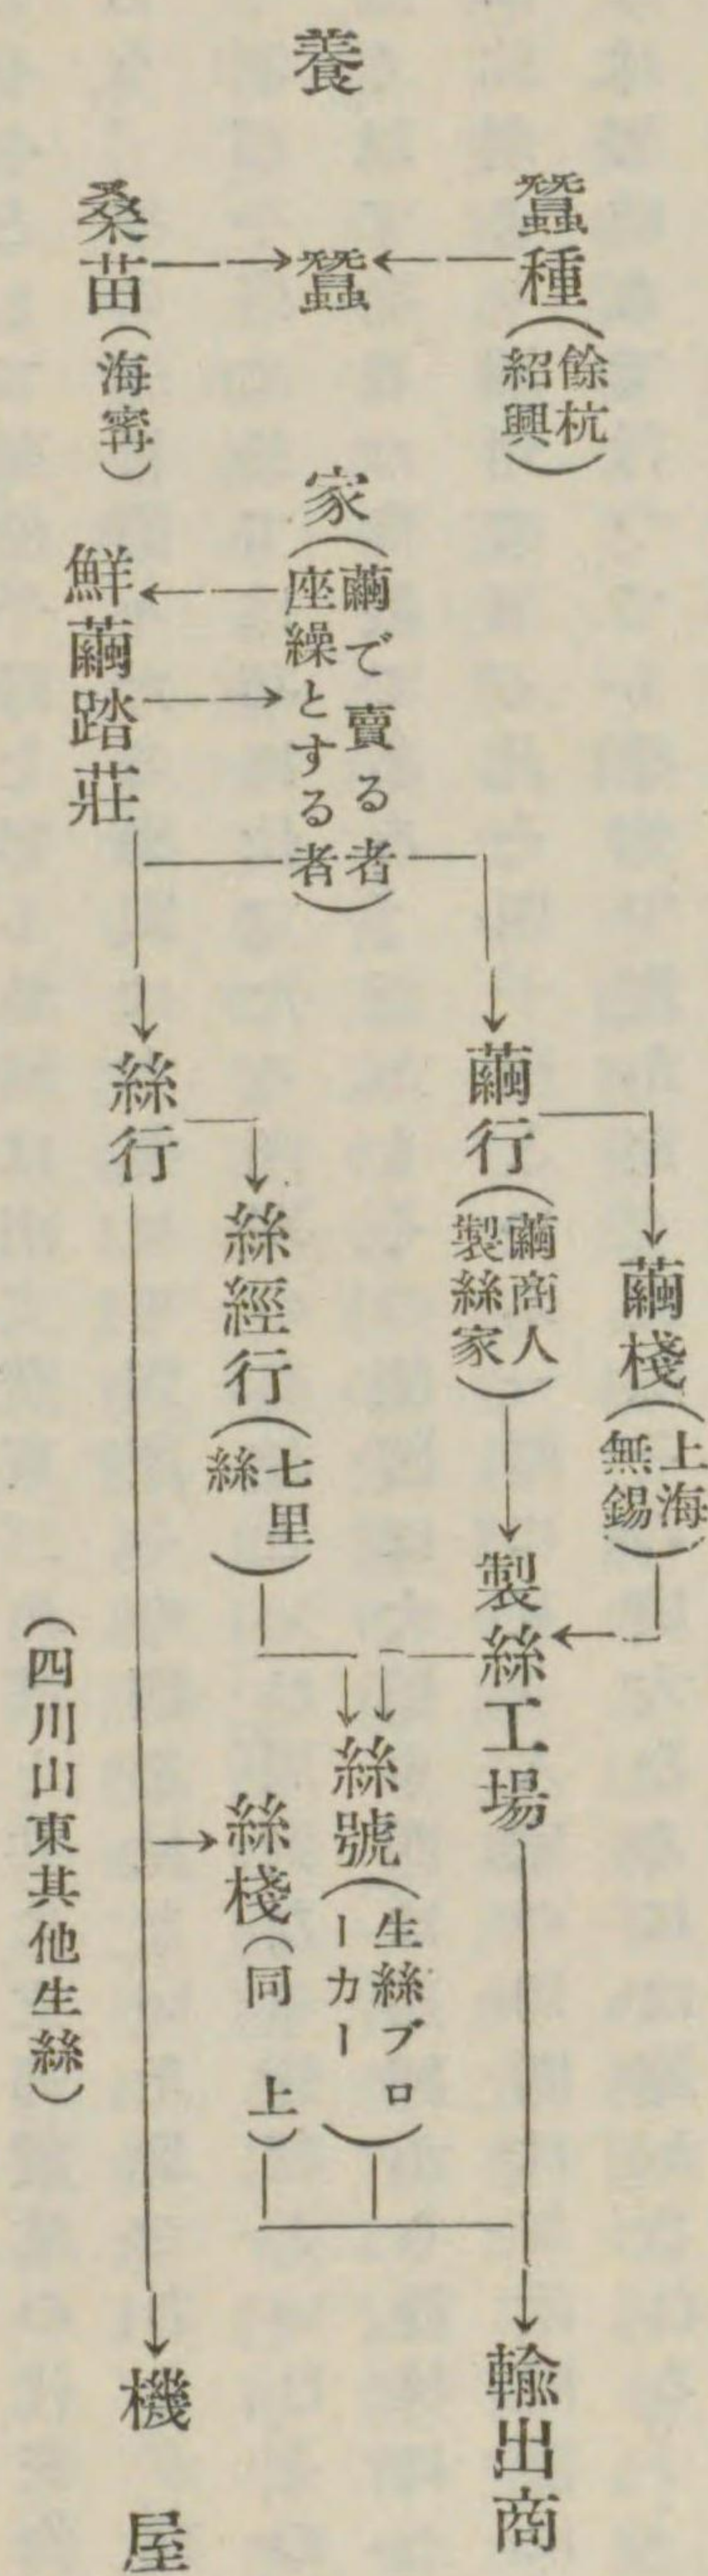 蠶種(餘杭
紹興)
養蠶家(繭で賣る者
座繰とする者)
桑苗(海寗)
鮮繭踏莊
繭棧(上海
無錫)
繭行(繭商人
製絲家)
製絲工場
絲號(生絲ブロ
ーカー)
絲經行(七里
絲)
絲棧(同上)
絲行
輸出商
機屋
(四川山東其他生絲)